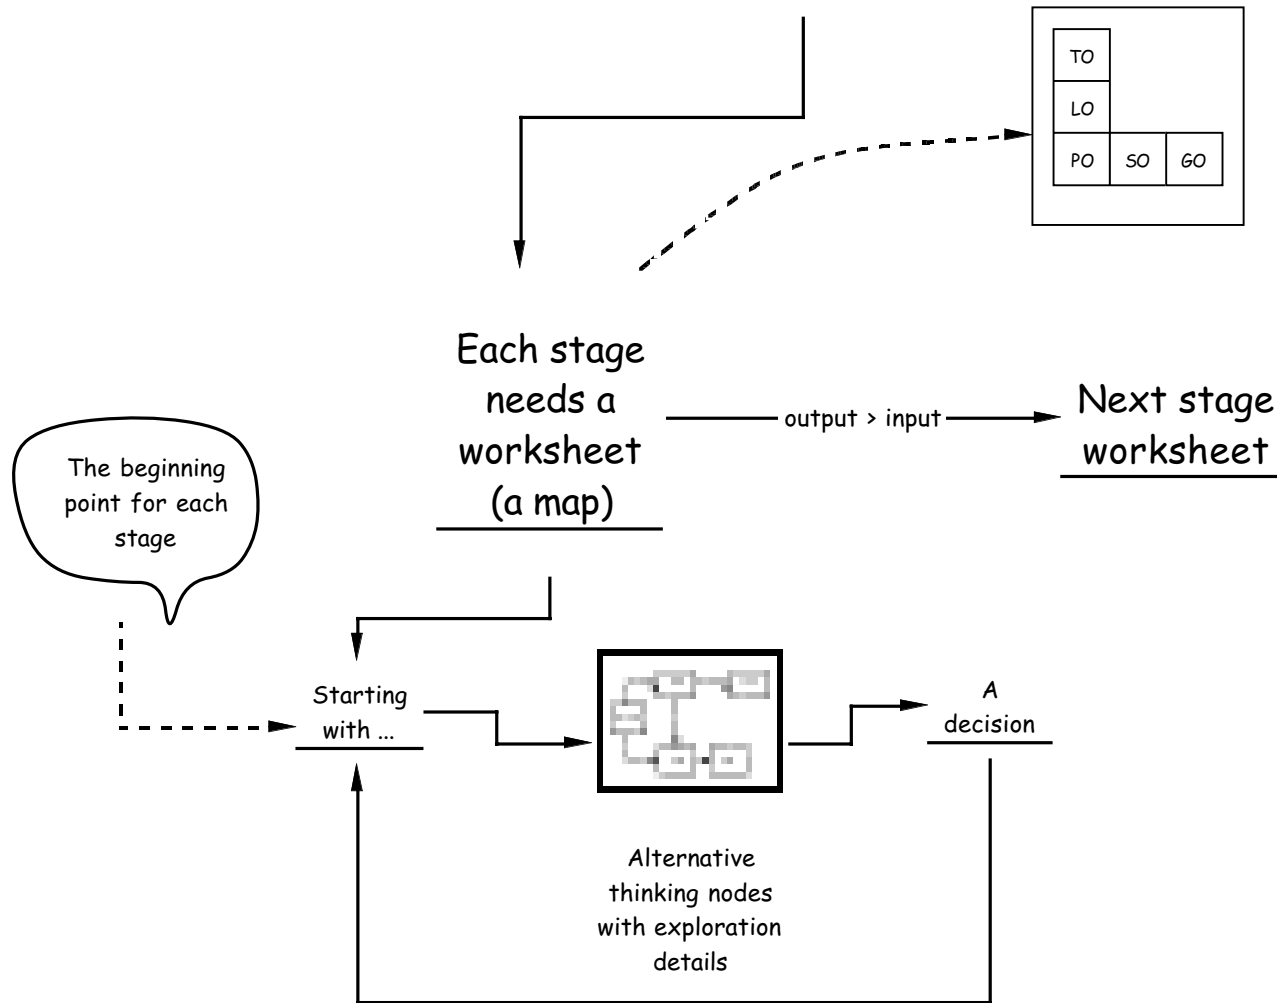 TO
LO
PO SO GO
Each stage
needs a
worksheet
(a map)
output > input
Next stage
worksheet
The beginning
point for each
stage
Starting
with ...
A
decision
Alternative
thinking nodes
with exploration
details